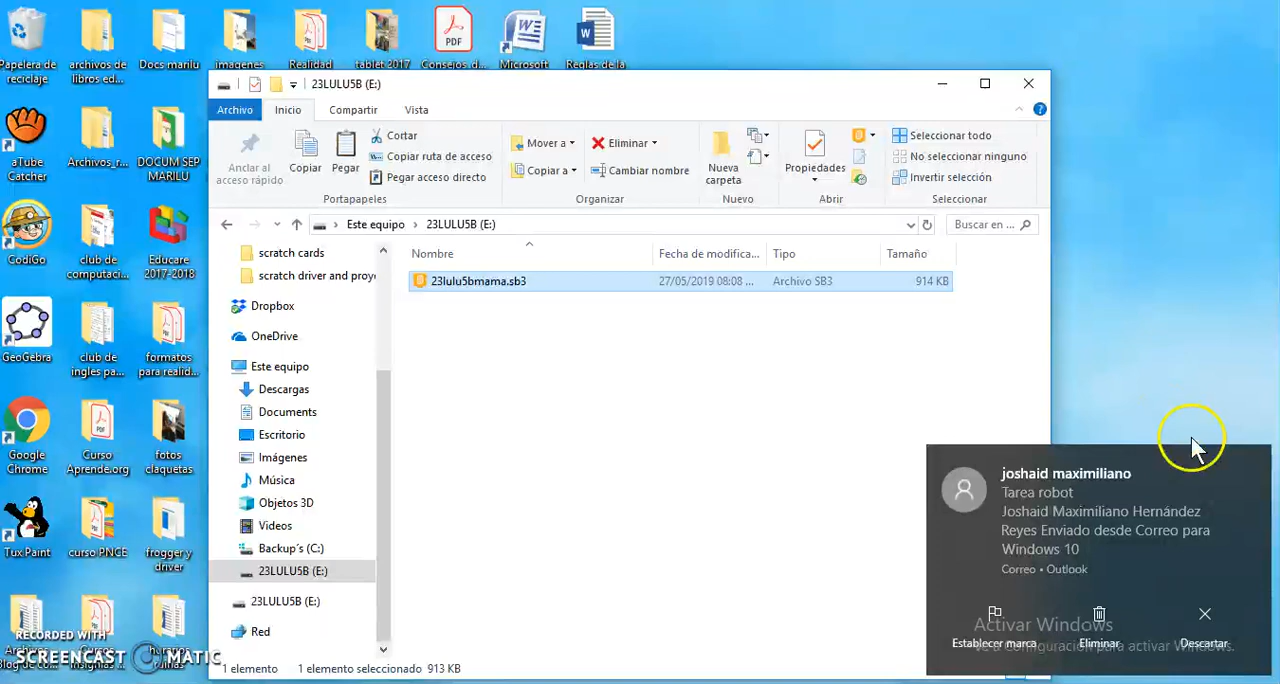 Papelera de reciclaje
archivos de libros ed...
Docs marilu
imagenes
Realidad
tablet 2017
Consejos d...
Microsoft
Reglas de la
23LULU5B (E:)
Archivo Inicio Compartir Vista
Anclar al acceso rápido
Copiar
Pegar
Cortar
Copiar ruta de acceso
Pegar acceso directo
Portapapeles
Mover a
Eliminar
Copiar a
Cambiar nombre
Organizar
Nueva carpeta
Nuevo
Propiedades
Abrir
Seleccionar todo
No seleccionar ninguno
Invertir selección
Seleccionar
Este equipo › 23LULU5B (E:)
Buscar en ...
aTube Catcher
Archivos_r...
DOCUM SEP MARILU
CodiGo
club de computaci...
Educare 2017-2018
GeoGebra
club de ingles pa...
formatos para realid...
Google Chrome
Curso Aprende.org
fotos claquetas
Tux Paint
curso PNCE
frogger y driver
scratch cards
scratch driver and proy
Dropbox
OneDrive
Este equipo
Descargas
Documents
Escritorio
Imágenes
Música
Objetos 3D
Videos
Backup's (C:)
23LULU5B (E:)
23LULU5B (E:)
Red
Nombre Fecha de modifica... Tipo Tamaño
23lulu5bmama.sb3 27/05/2019 08:08 ... Archivo SB3 914 KB
1 elemento 1 elemento seleccionado 913 KB
joshaid maximiliano
Tarea robot
Joshaid Maximiliano Hernández
Reyes Enviado desde Correo para
Windows 10
Correo • Outlook
Establecer marca Eliminar Descartar
Activar Windows
Ve a Configuración para activar Windows.
RECORDED WITH
SCREENCAST MATIC